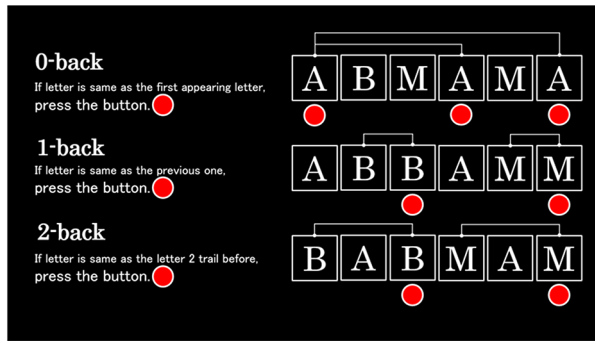 0-back
If letter is same as the first appearing letter,
press the button.
A B M A M A
1-back
If letter is same as the previous one,
press the button.
A B B A M M
2-back
If letter is same as the letter 2 trail before,
press the button.
B A B M A M